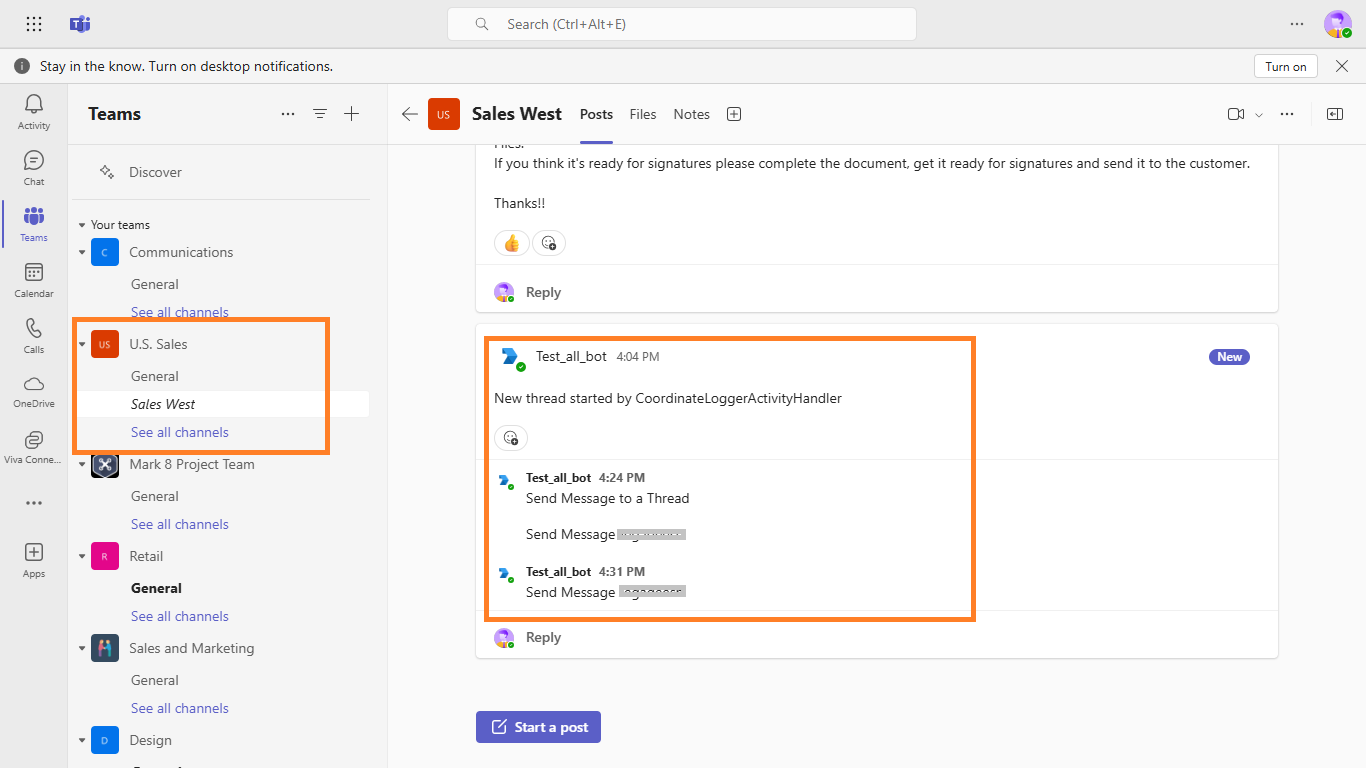 Search (Ctrl+Alt+E)
Stay in the know. Turn on desktop notifications.
Turn on
Activity
Chat
Teams
Calendar
Calls
OneDrive
Viva Conne...
Apps
Teams
Discover
Your teams
C
Communications
General
See all channels
US
U.S. Sales
General
Sales West
See all channels
Mark 8 Project Team
General
See all channels
R
Retail
General
See all channels
Sales and Marketing
General
See all channels
D
Design
US
Sales West
Posts
Files
Notes
If you think it's ready for signatures please complete the document, get it ready for signatures and send it to the customer.
Thanks!!
Reply
Test_all_bot 4:04 PM
New
New thread started by CoordinateLoggerActivityHandler
Test_all_bot 4:24 PM
Send Message to a Thread
Send Message
Test_all_bot 4:31 PM
Send Message
Reply
Start a post